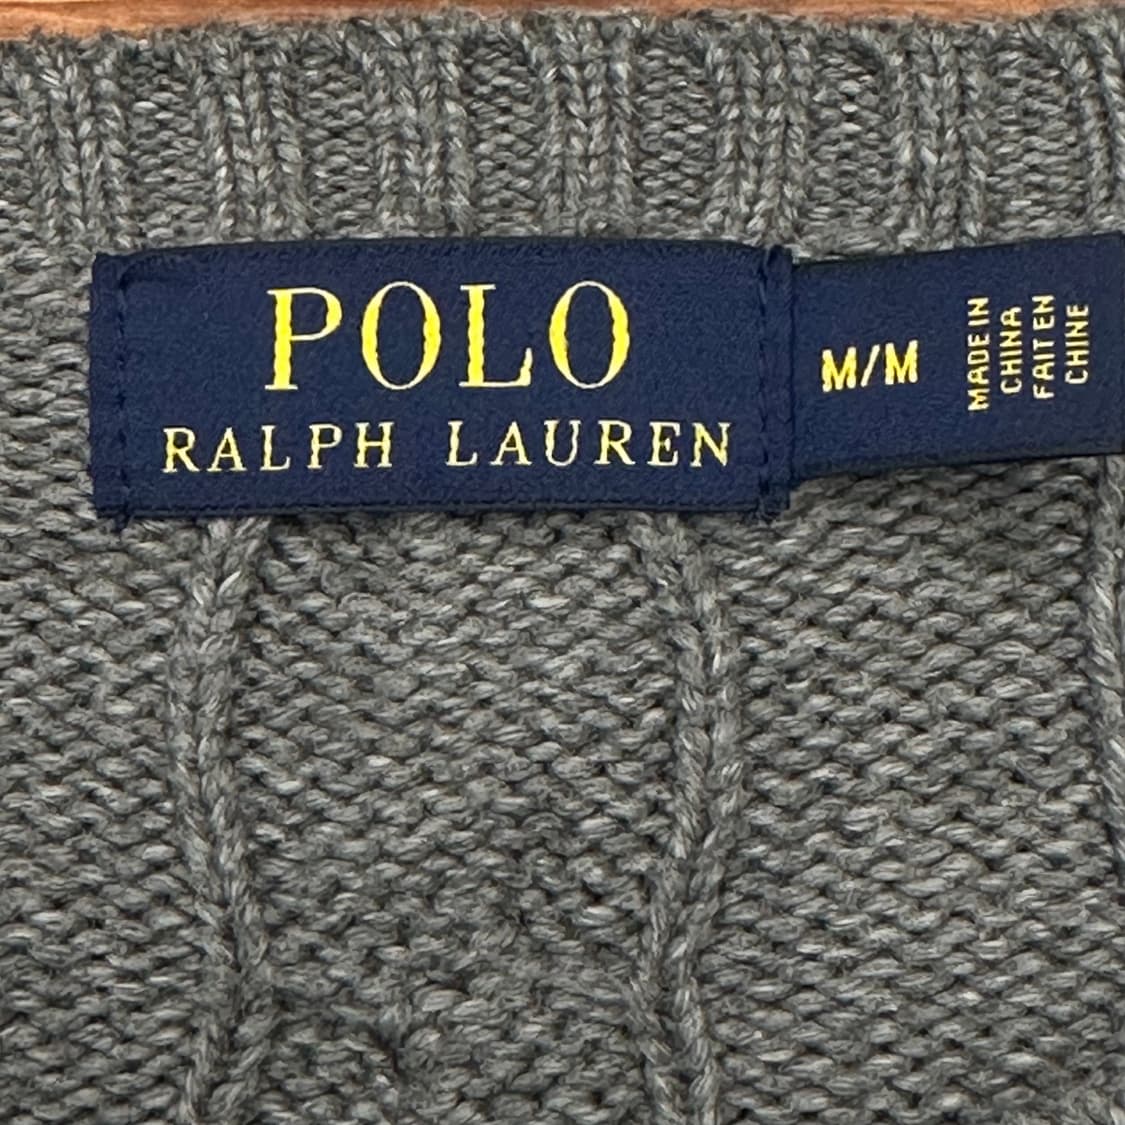 POLO
RALPH LAUREN
M/M
MADE IN
CHINA
FAIT EN
CHINE